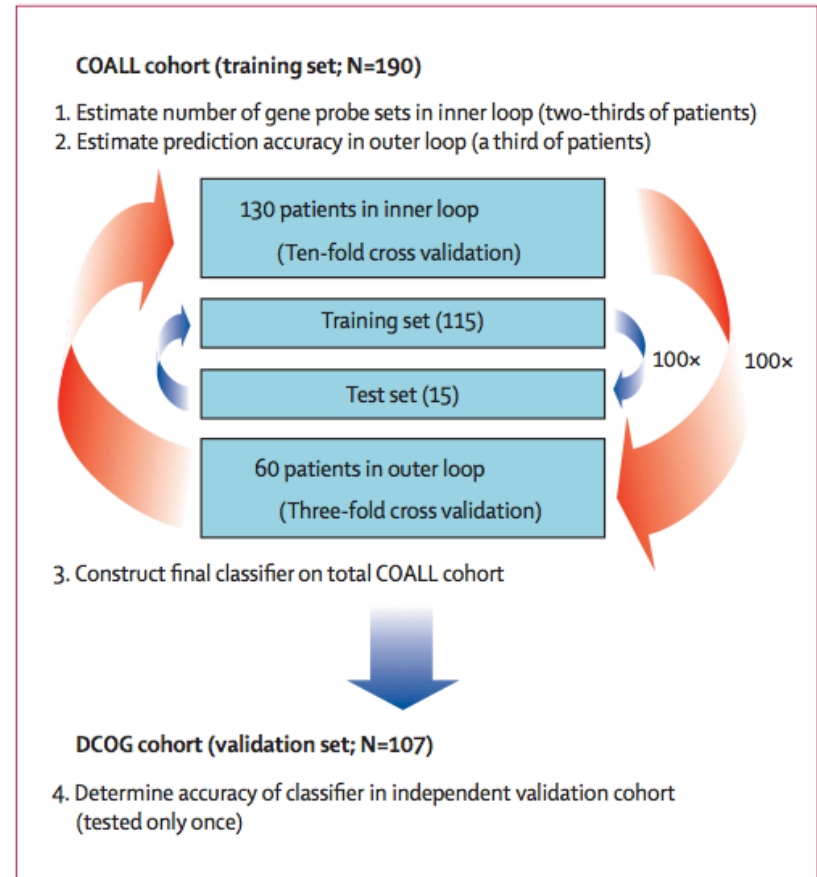 COALL cohort (training set; N=190)
1. Estimate number of gene probe sets in inner loop (two-thirds of patients)
2. Estimate prediction accuracy in outer loop (a third of patients)
130 patients in inner loop
(Ten-fold cross validation)
Training set (115)
100×
100×
Test set (15)
60 patients in outer loop
(Three-fold cross validation)
3. Construct final classifier on total COALL cohort
DCOG cohort (validation set; N=107)
4. Determine accuracy of classifier in independent validation cohort
(tested only once)